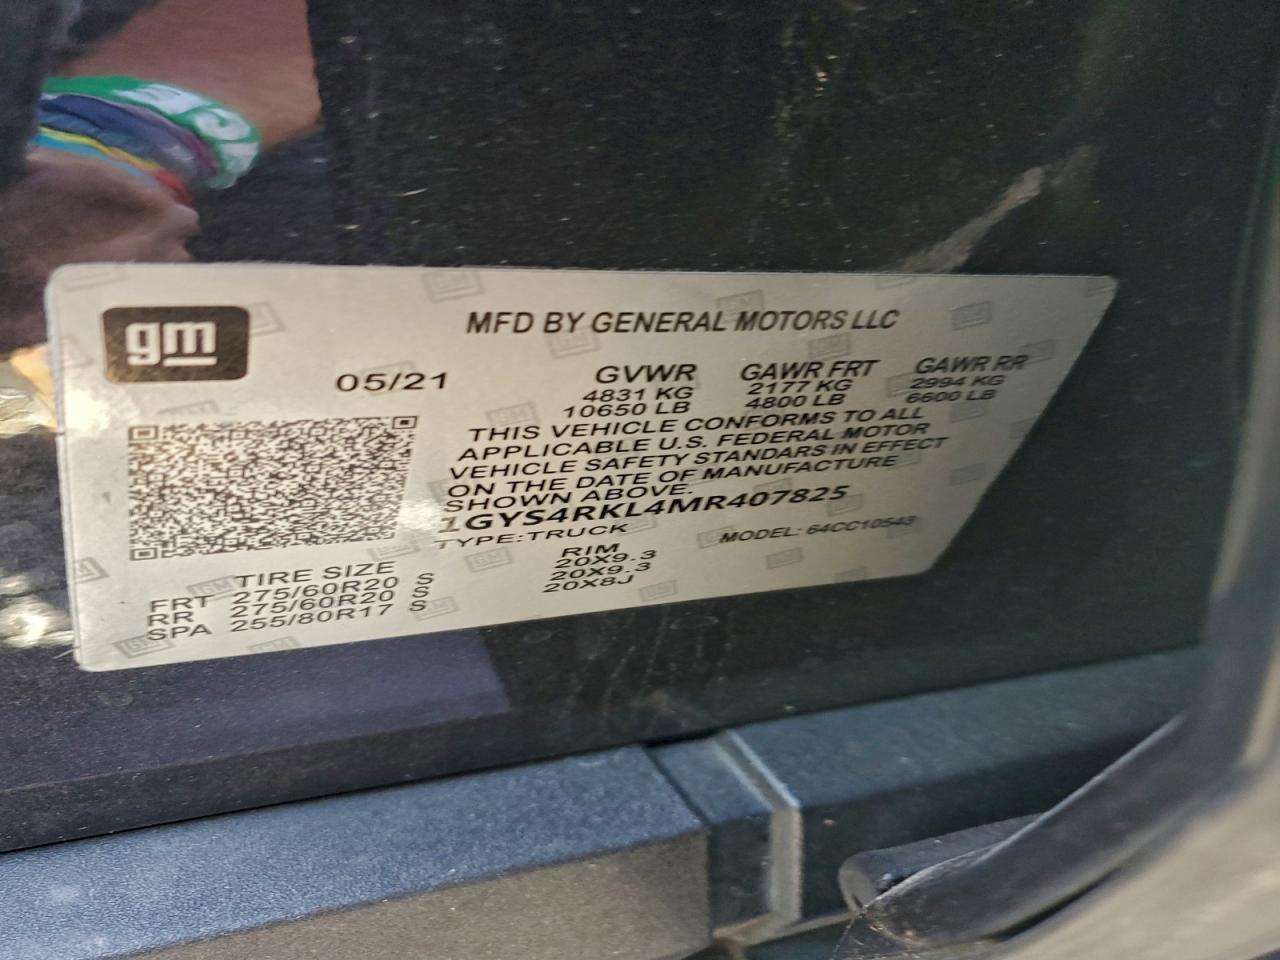 gm
MFD BY GENERAL MOTORS LLC
05/21
GVWR GAWR FRT GAWR RR
4831 KG 2177 KG 2994 KG
10650 LB 4800 LB 6600 LB
THIS VEHICLE CONFORMS TO ALL
APPLICABLE U.S. FEDERAL MOTOR
VEHICLE SAFETY STANDARDS IN EFFECT
ON THE DATE OF MANUFACTURE
SHOWN ABOVE.
1GYS4RKL4MR407825
TYPE:TRUCK MODEL: 64CC10543
TIRE SIZE RIM
FRT 275/60R20 S 20X9.3
RR 275/60R20 S 20X9.3
SPA 255/80R17 S 20X8J